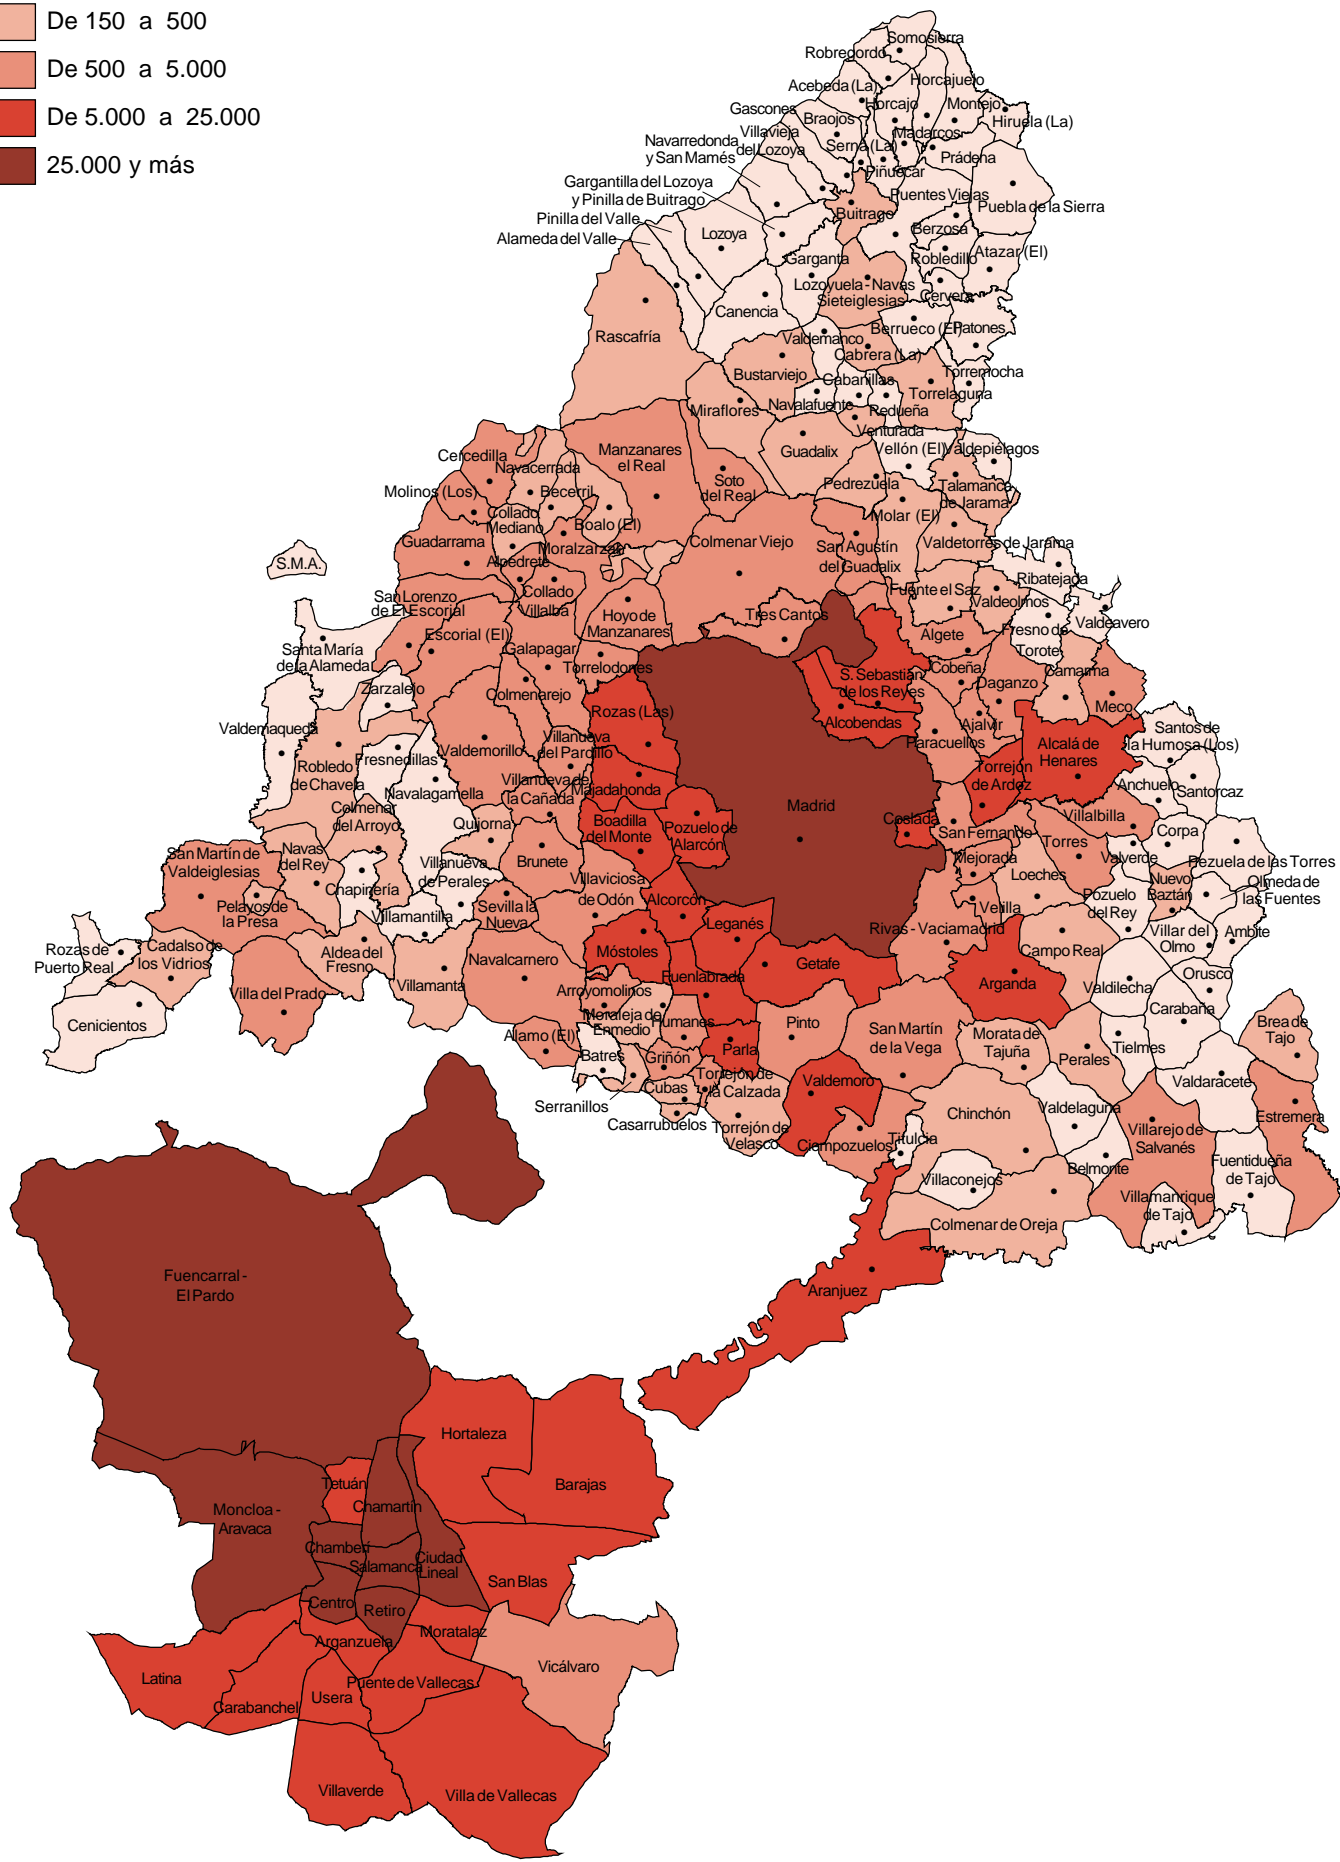 De 150 a 500
De 500 a 5.000
De 5.000 a 25.000
25.000 y más
Somosierra
Robregordo
Horcajuelo
Acebeda (La)
Horcajo
Montejo
Gascones
Braojos
Hiruela (La)
Madarcos
Villavieja
del Lozoya
Serna (La)
Prádena
Navarredonda
y San Mamés
Piñuécar
Gargantilla del Lozoya
y Pinilla de Buitrago
Puentes Viejas
Puebla de la Sierra
Buitrago
Pinilla del Valle
Alameda del Valle
Lozoya
Berzosa
Garganta
Robledillo
Atazar (El)
Lozoyuela - Navas
Sieteiglesias
Cervera
Canencia
Rascafría
Valdemanco
Berrueco (El)
Patones
Cabrera (La)
Bustarviejo
Cabanillas
Torremocha
Torrelaguna
Miraflores
Navalafuente
Redueña
Venturada
Manzanares
el Real
Guadalix
Vellón (El)
Valdepiélagos
Cercedilla
Navacerrada
Soto
del Real
Pedrezuela
Talamanca
de Jarama
Molinos (Los)
Becerril
Collado
Mediano
Boalo (El)
Molar (El)
Guadarrama
Moralzarzal
Colmenar Viejo
San Agustín
del Guadalix
Valdetorres de Jarama
S.M.A.
Alpedrete
Ribatejada
San Lorenzo
de El Escorial
Collado
Villalba
Fuente el Saz
Valdeolmos
Hoyo de
Manzanares
Tres Cantos
Valdeavero
Escorial (El)
Algete
Fresno de
Torote
Santa María
de la Alameda
Galapagar
Torrelodones
S. Sebastián
de los Reyes
Cobeña
Camarma
Zarzalejo
Colmenarejo
Daganzo
Meco
Rozas (Las)
Alcobendas
Ajalvir
Valdemaqueda
Valdemorillo
Villanueva
del Pardillo
Paracuellos
Alcalá de
Henares
Santos de
la Humosa (Los)
Robledo
de Chavela
Fresnedillas
Torrejón
de Ardoz
Villanueva de
la Cañada
Majadahonda
Anchuelo
Santorcaz
Navalagamella
Colmenar
del Arroyo
Madrid
Villalbilla
Quijorna
Boadilla
del Monte
Pozuelo de
Alarcón
Coslada
San Fernando
Corpa
Torres
San Martín de
Valdeiglesias
Navas
del Rey
Villanueva
de Perales
Brunete
Mejorada
Valverde
Pezuela de las Torres
Chapinería
Villaviciosa
de Odón
Loeches
Nuevo
Baztán
Olmeda de
las Fuentes
Pelayos de
la Presa
Villamantilla
Sevilla la
Nueva
Alcorcón
Velilla
Pozuelo
del Rey
Rivas - Vaciamadrid
Leganés
Villar del
Olmo
Ambite
Rozas de
Puerto Real
Cadalso de
los Vidrios
Aldea del
Fresno
Móstoles
Campo Real
Navalcarnero
Getafe
Fuenlabrada
Orusco
Villa del Prado
Villamanta
Arroyomolinos
Arganda
Valdilecha
Carabaña
Cenicientos
Moraleja de
Enmedio
Humanes
Pinto
San Martín
de la Vega
Morata de
Tajuña
Brea de
Tajo
Álamo (El)
Parla
Tielmes
Batres
Griñón
Perales
Cubas
Torrejón de
la Calzada
Valdemoro
Valdaracete
Serranillos
Casarrubuelos
Torrejón de
Velasco
Chinchón
Valdelaguna
Extremera
Ciempozuelos
Titulcia
Villarejo de
Salvanés
Belmonte
Fuentidueña
de Tajo
Villaconejos
Villamanrique
de Tajo
Colmenar de Oreja
Aranjuez
Fuencarral -
El Pardo
Hortaleza
Barajas
Tetuán
Chamartín
Moncloa -
Aravaca
Chamberí
Salamanca
Ciudad
Lineal
San Blas
Centro
Retiro
Moratalaz
Arganzuela
Vicálvaro
Latina
Puente de Vallecas
Carabanchel
Usera
Villaverde
Villa de Vallecas